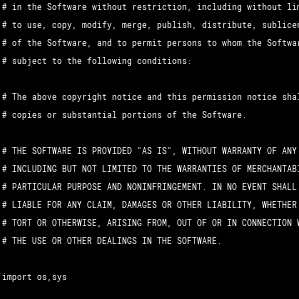 # in the Software without restriction, including without lim
# to use, copy, modify, merge, publish, distribute, sublicen
# of the Software, and to permit persons to whom the Softwar
# subject to the following conditions:
# The above copyright notice and this permission notice shal
# copies or substantial portions of the Software.
# THE SOFTWARE IS PROVIDED "AS IS", WITHOUT WARRANTY OF ANY
# INCLUDING BUT NOT LIMITED TO THE WARRANTIES OF MERCHANTABI
# PARTICULAR PURPOSE AND NONINFRINGEMENT. IN NO EVENT SHALL
# LIABLE FOR ANY CLAIM, DAMAGES OR OTHER LIABILITY, WHETHER
# TORT OR OTHERWISE, ARISING FROM, OUT OF OR IN CONNECTION W
# THE USE OR OTHER DEALINGS IN THE SOFTWARE.
import os,sys